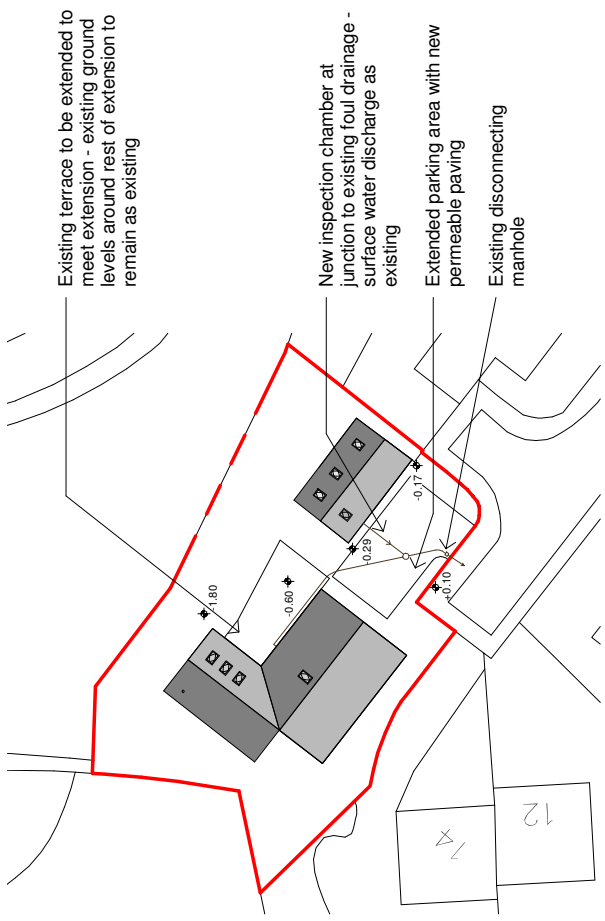 Existing terrace to be extended to
meet extension - existing ground
levels around rest of extension to
remain as existing
New inspection chamber at
junction to existing foul drainage -
surface water discharge as
existing
Extended parking area with new
permeable paving
Existing disconnecting
manhole
-1.80
-0.60
-0.29
-0.17
+0.10
12